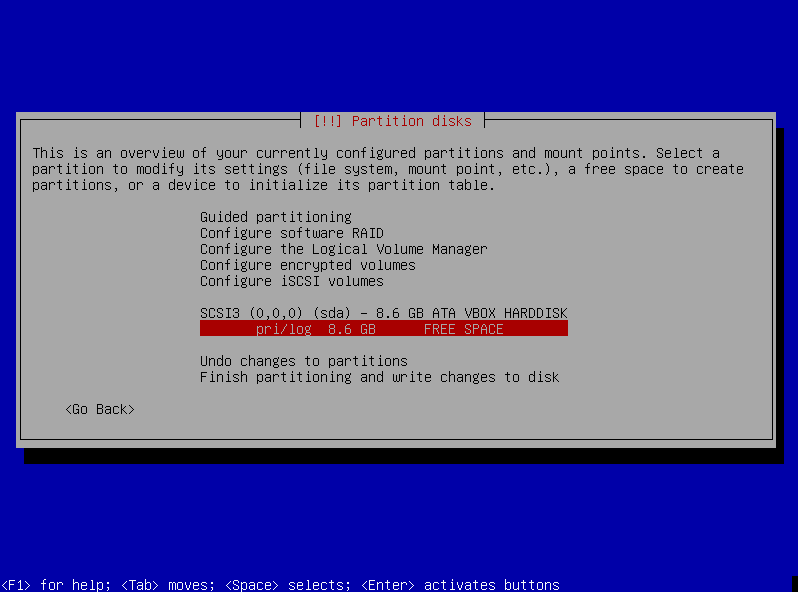 [!!] Partition disks
This is an overview of your currently configured partitions and mount points. Select a
partition to modify its settings (file system, mount point, etc.), a free space to create
partitions, or a device to initialize its partition table.
Guided partitioning
Configure software RAID
Configure the Logical Volume Manager
Configure encrypted volumes
Configure iSCSI volumes
SCSI3 (0,0,0) (sda) - 8.6 GB ATA VBOX HARDDISK
pri/log 8.6 GB FREE SPACE
Undo changes to partitions
Finish partitioning and write changes to disk
<Go Back>
<F1> for help; <Tab> moves; <Space> selects; <Enter> activates buttons